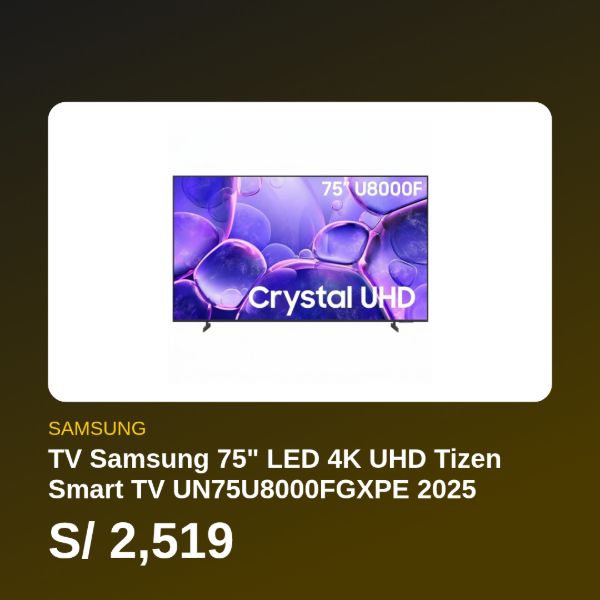 75" U8000F
Crystal UHD
SAMSUNG
TV Samsung 75" LED 4K UHD Tizen
Smart TV UN75U8000FGXPE 2025
S/ 2,519